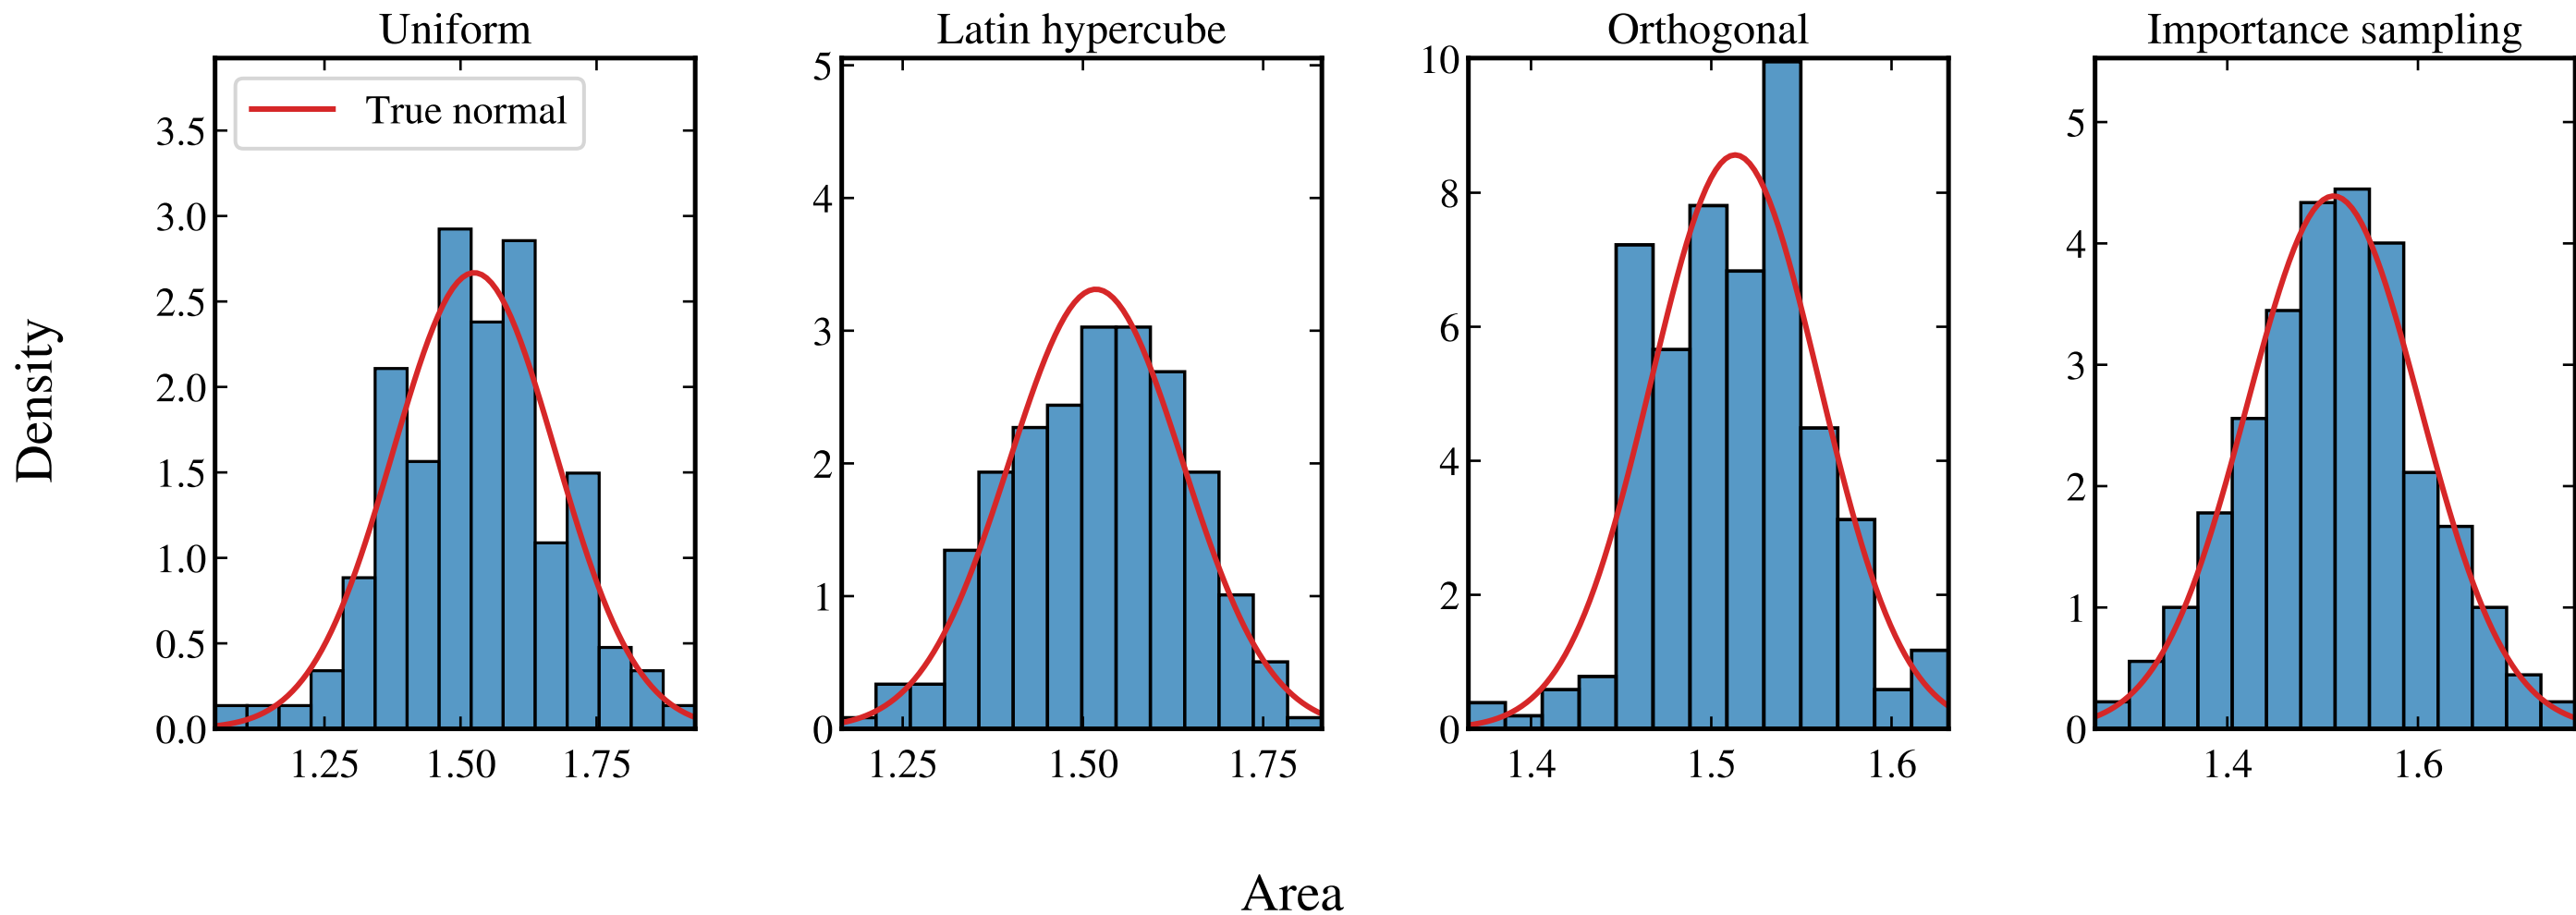 Uniform
Latin hypercube
Orthogonal
Importance sampling
True normal
Density
3.5
3.0
2.5
2.0
1.5
1.0
0.5
0.0
1.25 1.50 1.75
5
4
3
2
1
0
1.25 1.50 1.75
10
8
6
4
2
0
1.4 1.5 1.6
5
4
3
2
1
0
1.4 1.6
Area